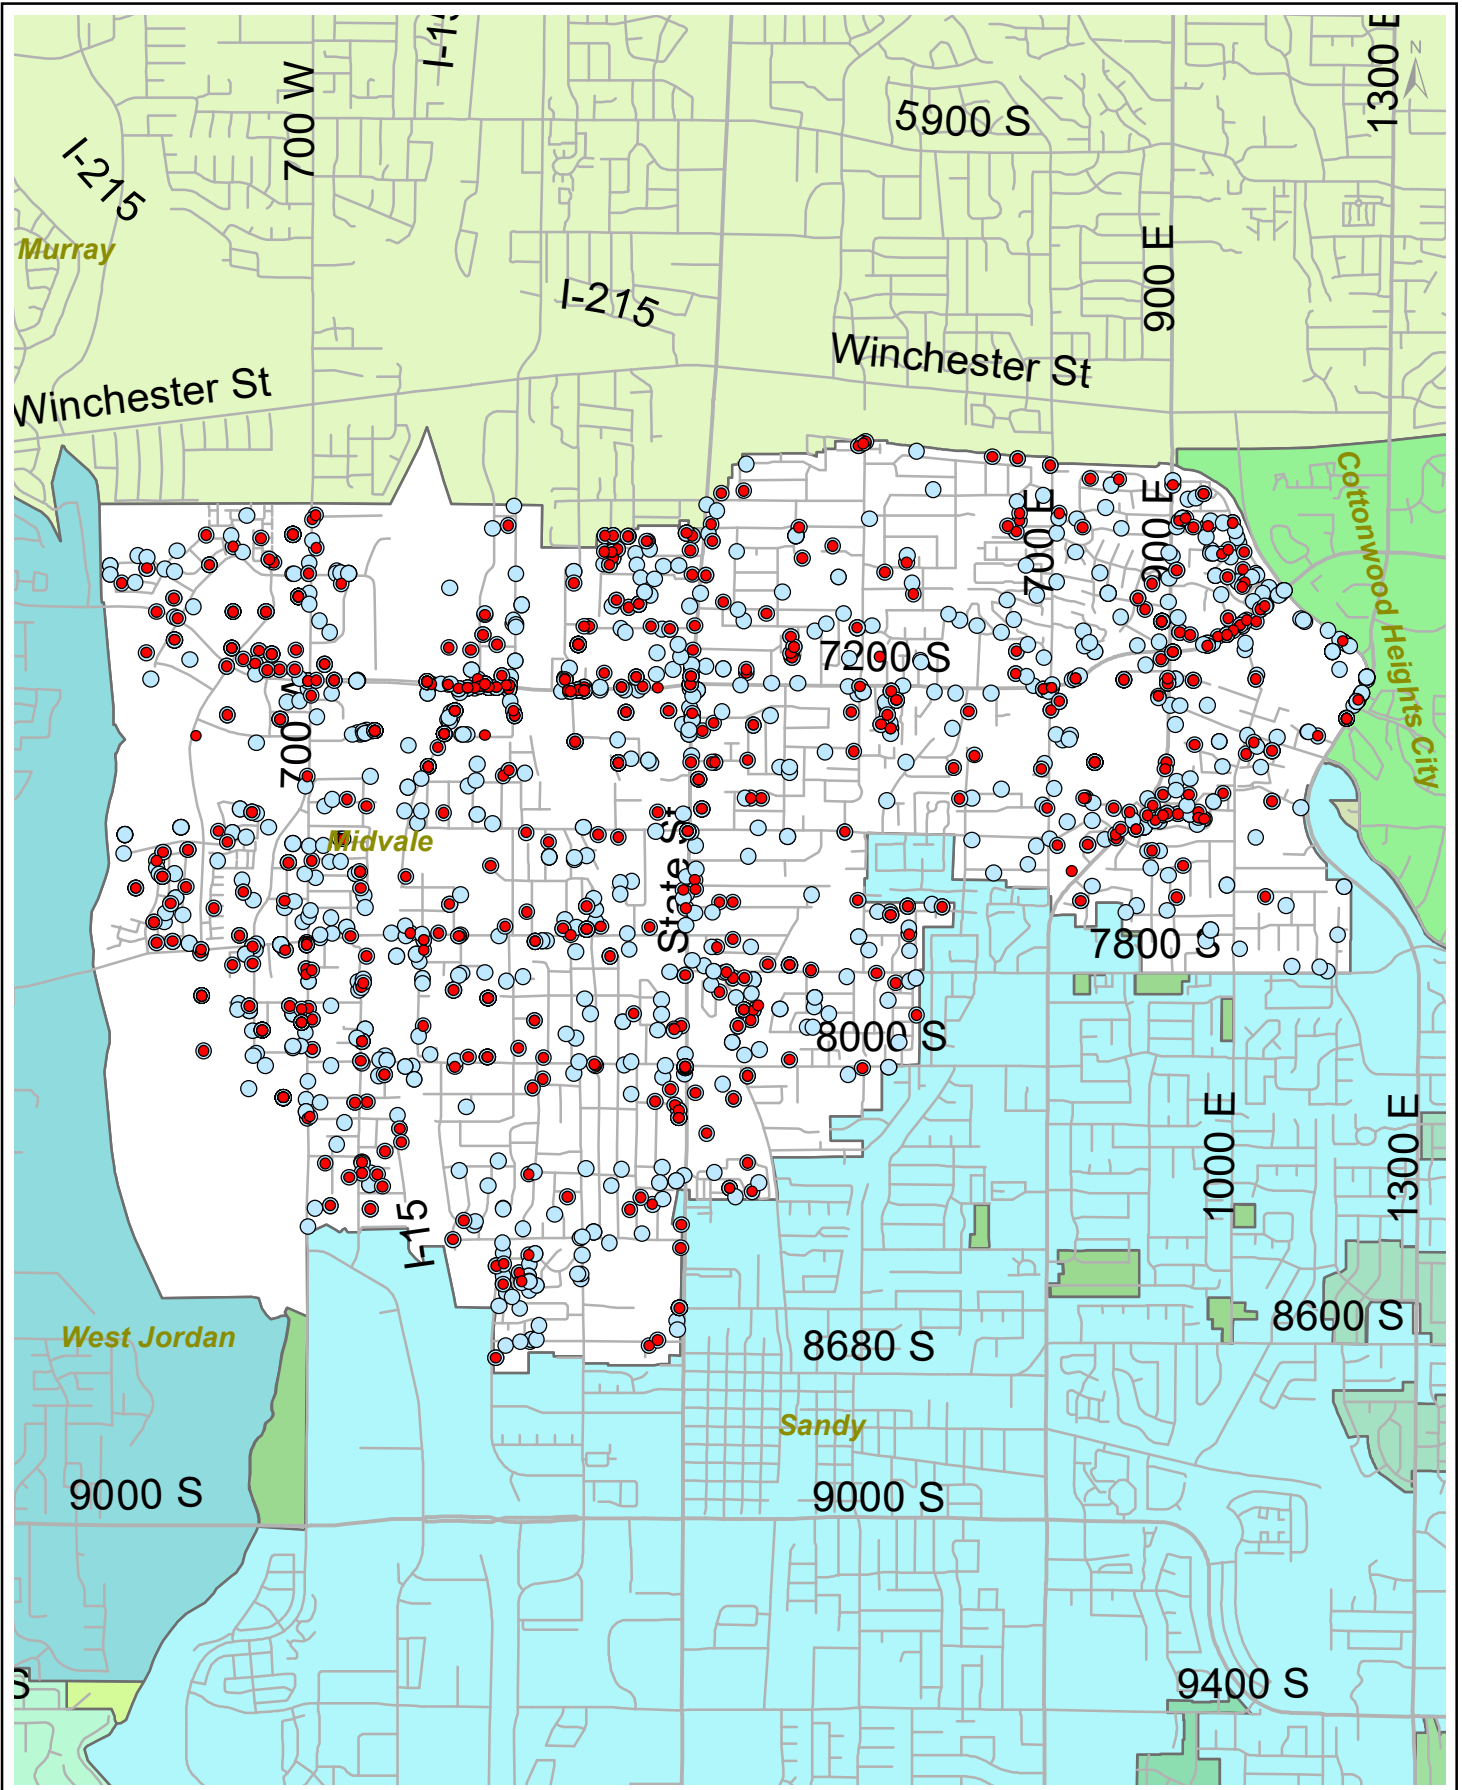 I-15
1300 E
N
700 W
5900 S
I-215
Murray
900 E
I-215
Winchester St
Winchester St
Cottonwood Heights City
700 E
900 E
7200 S
700 W
Midvale
State St
7800 S
8000 S
1000 E
1300 E
I-15
8600 S
West Jordan
8680 S
Sandy
9000 S
9000 S
S
9400 S